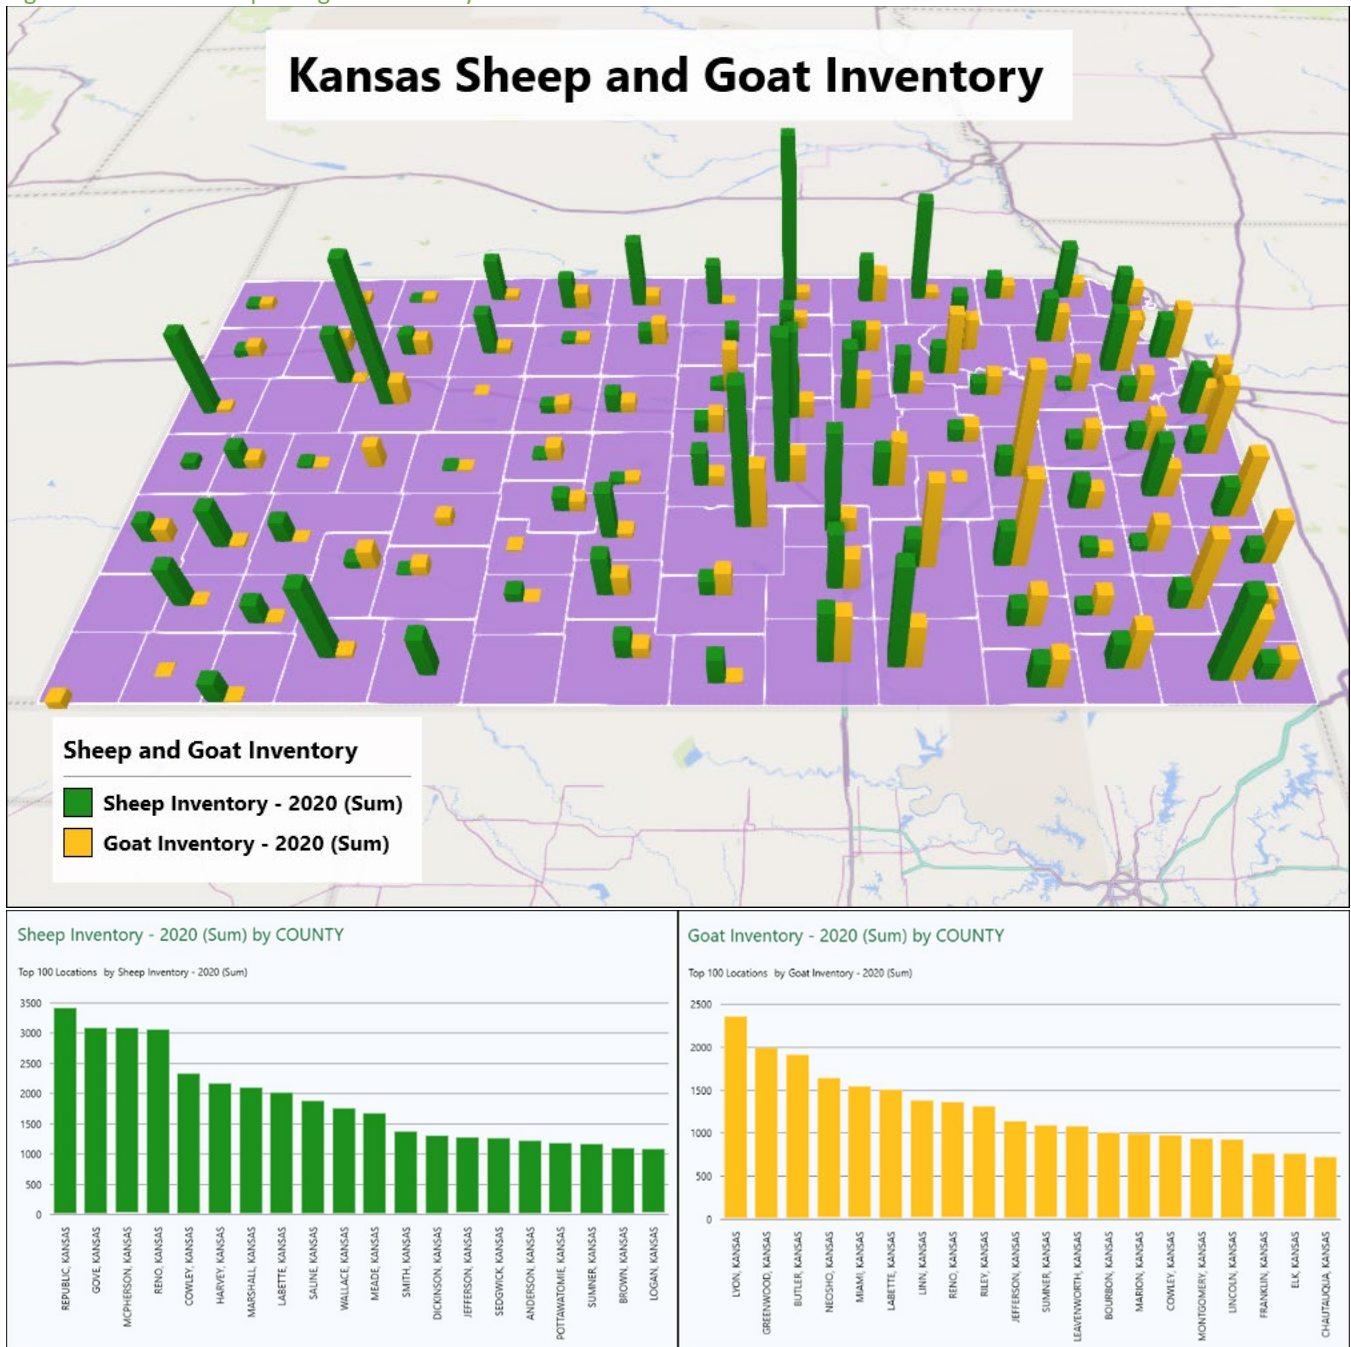 Kansas Sheep and Goat Inventory
Sheep and Goat Inventory
Sheep Inventory - 2020 (Sum)
Goat Inventory - 2020 (Sum)
Sheep Inventory - 2020 (Sum) by COUNTY
Top 100 Locations by Sheep Inventory - 2020 (Sum)
3500
3000
2500
2000
1500
1000
500
0
REPUBLIC, KANSAS
GOVE, KANSAS
MCPHERSON, KANSAS
RENO, KANSAS
COWLEY, KANSAS
HARVEY, KANSAS
MARSHALL, KANSAS
LABETTE, KANSAS
SALINE, KANSAS
WALLACE, KANSAS
MEADE, KANSAS
SMITH, KANSAS
DICKINSON, KANSAS
JEFFERSON, KANSAS
SEDGWICK, KANSAS
ANDERSON, KANSAS
POTTAWATOMIE, KANSAS
SUMNER, KANSAS
BROWN, KANSAS
LOGAN, KANSAS
Goat Inventory - 2020 (Sum) by COUNTY
Top 100 Locations by Goat Inventory - 2020 (Sum)
2500
2000
1500
1000
500
0
LYON, KANSAS
GREENWOOD, KANSAS
BUTLER, KANSAS
NEOSHO, KANSAS
MIAMI, KANSAS
LABETTE, KANSAS
LINN, KANSAS
RENO, KANSAS
RILEY, KANSAS
JEFFERSON, KANSAS
SUMNER, KANSAS
LEAVENWORTH, KANSAS
BOURBON, KANSAS
MARION, KANSAS
COWLEY, KANSAS
MONTGOMERY, KANSAS
LINCOLN, KANSAS
FRANKLIN, KANSAS
ELK, KANSAS
CHAUTAUQUA, KANSAS